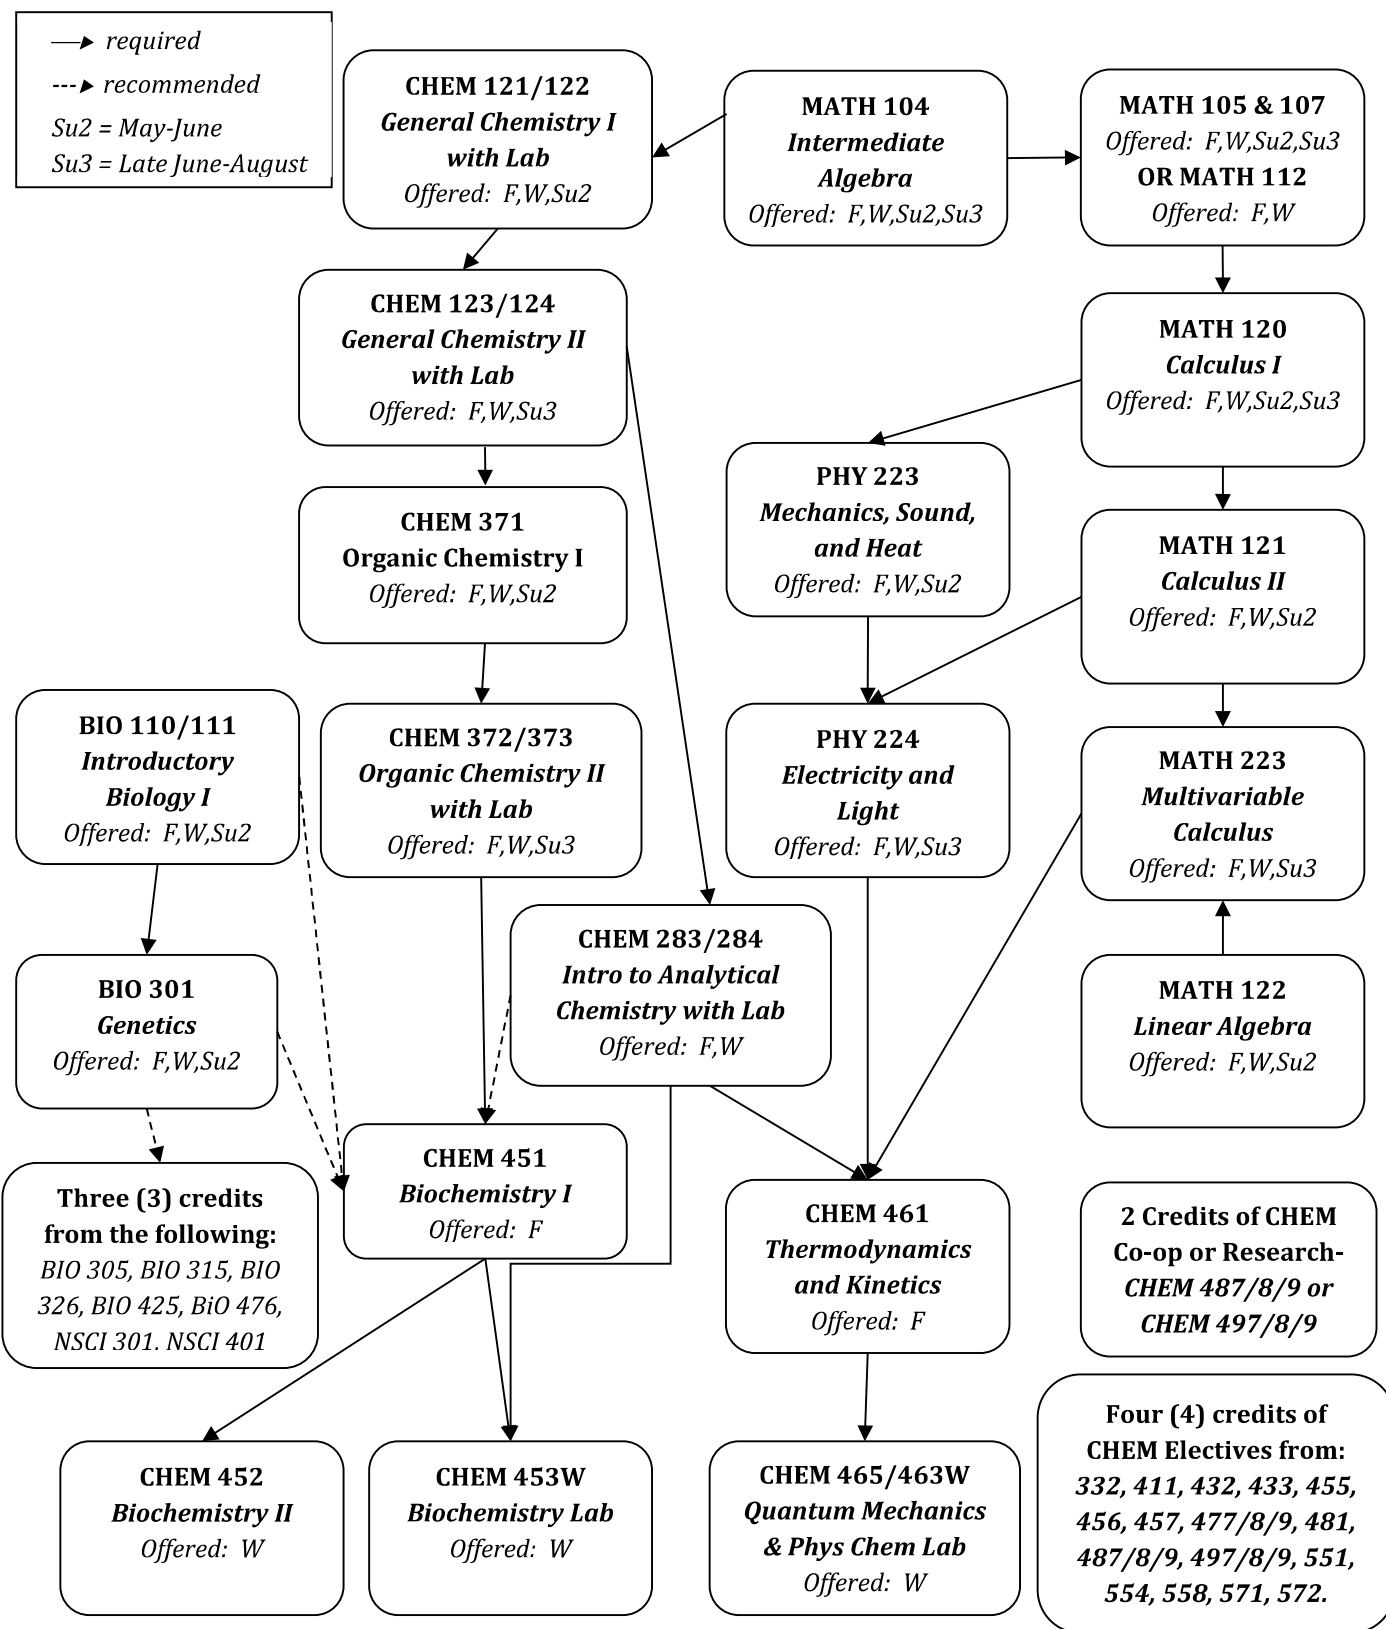 required
recommended
Su2 = May-June
Su3 = Late June-August
CHEM 121/122
General Chemistry I
with Lab
Offered:  F,W,Su2
MATH 104
Intermediate
Algebra
Offered:  F,W,Su2,Su3
MATH 105 & 107
Offered:  F,W,Su2,Su3
OR MATH 112
Offered:  F,W
CHEM 123/124
General Chemistry II
with Lab
Offered:  F,W,Su3
MATH 120
Calculus I
Offered:  F,W,Su2,Su3
PHY 223
Mechanics, Sound,
and Heat
Offered:  F,W,Su2
CHEM 371
Organic Chemistry I
Offered:  F,W,Su2
MATH 121
Calculus II
Offered:  F,W,Su2
BIO 110/111
Introductory
Biology I
Offered:  F,W,Su2
CHEM 372/373
Organic Chemistry II
with Lab
Offered:  F,W,Su3
PHY 224
Electricity and
Light
Offered:  F,W,Su3
MATH 223
Multivariable
Calculus
Offered:  F,W,Su3
CHEM 283/284
Intro to Analytical
Chemistry with Lab
Offered:  F,W
BIO 301
Genetics
Offered:  F,W,Su2
MATH 122
Linear Algebra
Offered:  F,W,Su2
CHEM 451
Biochemistry I
Offered:  F
Three (3) credits
from the following:
BIO 305, BIO 315, BIO
326, BIO 425, BiO 476,
NSCI 301. NSCI 401
CHEM 461
Thermodynamics
and Kinetics
Offered:  F
2 Credits of CHEM
Co-op or Research-
CHEM 487/8/9 or
CHEM 497/8/9
CHEM 452
Biochemistry II
Offered:  W
CHEM 453W
Biochemistry Lab
Offered:  W
CHEM 465/463W
Quantum Mechanics
& Phys Chem Lab
Offered:  W
Four (4) credits of
CHEM Electives from:
332, 411, 432, 433, 455,
456, 457, 477/8/9, 481,
487/8/9, 497/8/9, 551,
554, 558, 571, 572.